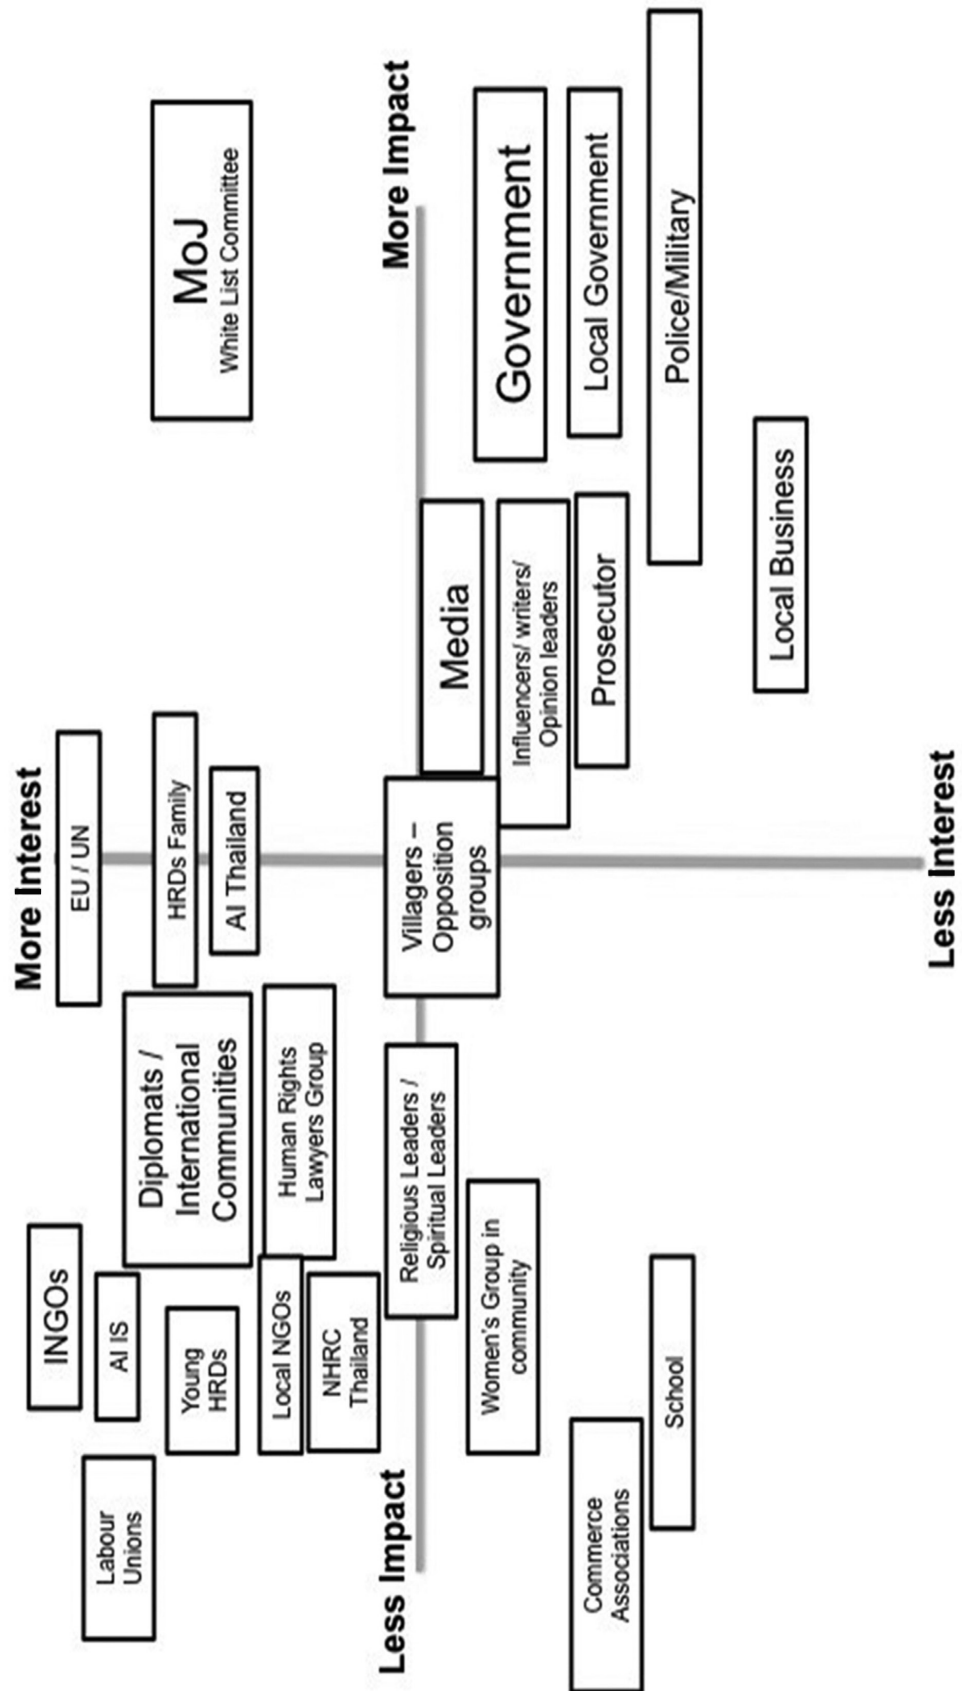 More Interest
INGOs
EU / UN
Labour
Unions
AI IS
Diplomats /
International
Communities
HRDs Family
MoJ
White List Committee
Young
HRDs
AI Thailand
Local NGOs
Human Rights
Lawyers Group
NHRC
Thailand
Less Impact
Religious Leaders /
Spiritual Leaders
Villagers –
Opposition
groups
Media
More Impact
Women's Group in
community
Influencers/ writers/
Opinion leaders
Government
Commerce
Associations
Prosecutor
Local Government
School
Police/Military
Local Business
Less Interest